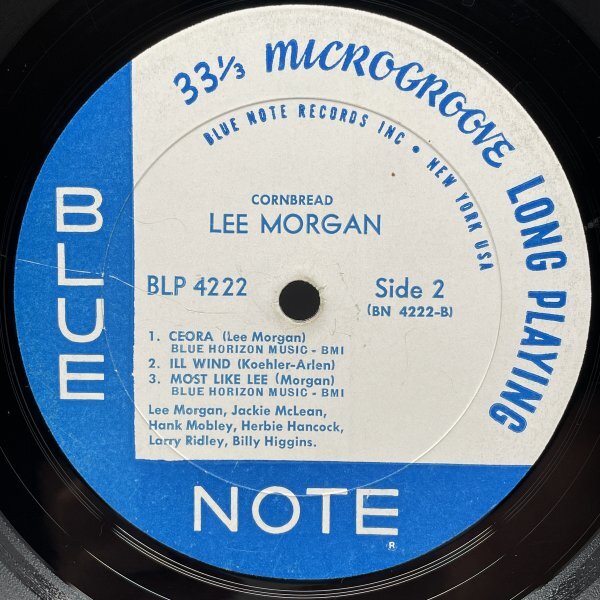 33⅓ MICROGROOVE LONG PLAYING
BLUE NOTE RECORDS INC • NEW YORK USA
CORNBREAD
LEE MORGAN
BLP 4222
Side 2
(BN 4222-B)
1. CEORA (Lee Morgan)
BLUE HORIZON MUSIC - BMI
2. ILL WIND (Koehler-Arlen)
3. MOST LIKE LEE (Morgan)
BLUE HORIZON MUSIC - BMI
Lee Morgan, Jackie McLean,
Hank Mobley, Herbie Hancock,
Larry Ridley, Billy Higgins.
BLUE
NOTE ®